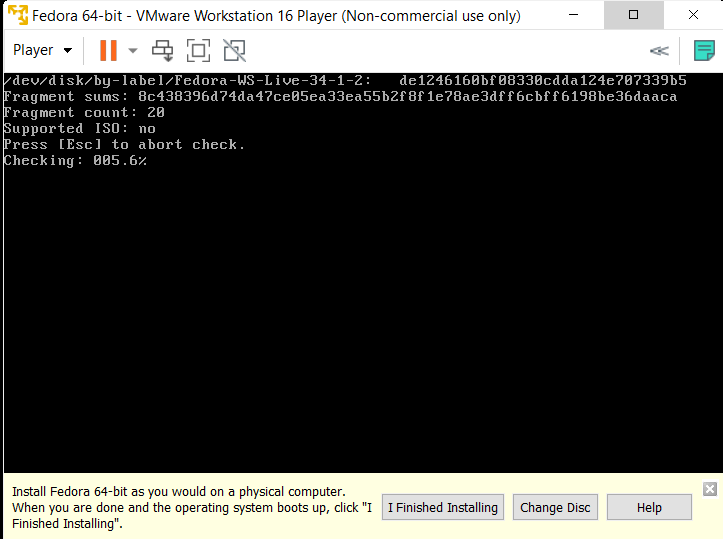 Fedora 64-bit - VMware Workstation 16 Player (Non-commercial use only)
Player
/dev/disk/by-label/Fedora-WS-Live-34-1-2:   de1246160bf08330cdda124e707339b5
Fragment sums: 8c438396d74da47ce05ea33ea55b2f8f1e78ae3dff6cbff6198be36daaca
Fragment count: 20
Supported ISO: no
Press [Esc] to abort check.
Checking: 005.6%
Install Fedora 64-bit as you would on a physical computer.
When you are done and the operating system boots up, click "I
Finished Installing".
I Finished Installing
Change Disc
Help